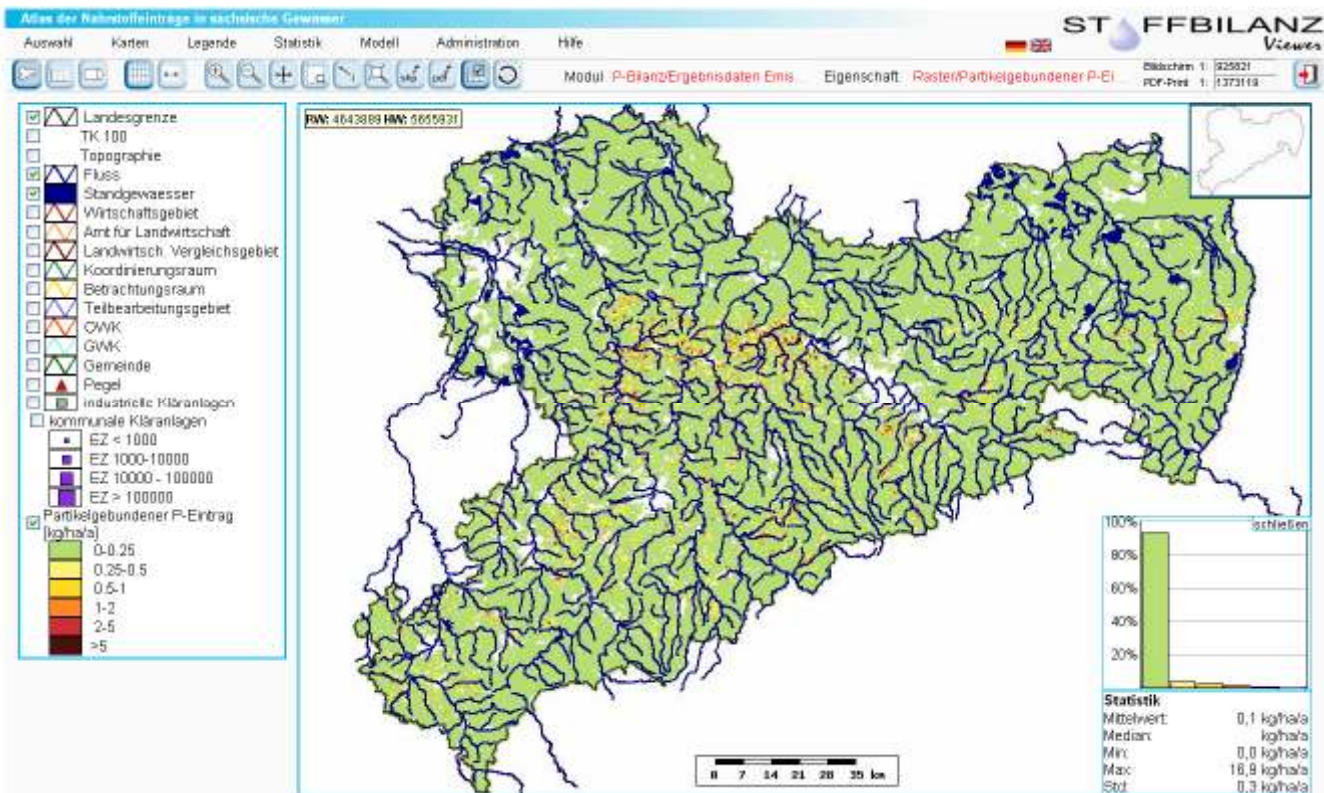 Atlas der Nährstoffeinträge in sächsische Gewässer
STOFFBILANZ
Viewer
Auswahl Karten Legende Statistik Modell Administration Hilfe
Modul P-Bilanz/Ergebnisdaten Emis... Eigenschaft Raster/Partikelgebundener P-Ei...
Bildschirm 1: 925821
PDF-Print 1: 1373119
Landesgrenze
TK 100
Topographie
Fluss
Standgewaesser
Wirtschaftsgebiet
Amt für Landwirtschaft
Landwirtsch. Vergleichsgebiet
Koordinierungsraum
Betrachtungsraum
Teilbearbeitungsgebiet
OWK
GWK
Gemeinde
Pegel
industrielle Kläranlagen
kommunale Kläranlagen
EZ < 1000
EZ 1000-10000
EZ 10000 - 100000
EZ > 100000
Partikelgebundener P-Eintrag
[kg/ha/a]
0-0.25
0.25-0.5
0.5-1
1-2
2-5
>5
RW: 4643889 HW: 5655931
0 7 14 21 28 35 km
schließen
100%
80%
60%
40%
20%
Statistik
Mittelwert: 0,1 kg/ha/a
Median: kg/ha/a
Min: 0,0 kg/ha/a
Max: 16,9 kg/ha/a
Std: 0,3 kg/ha/a